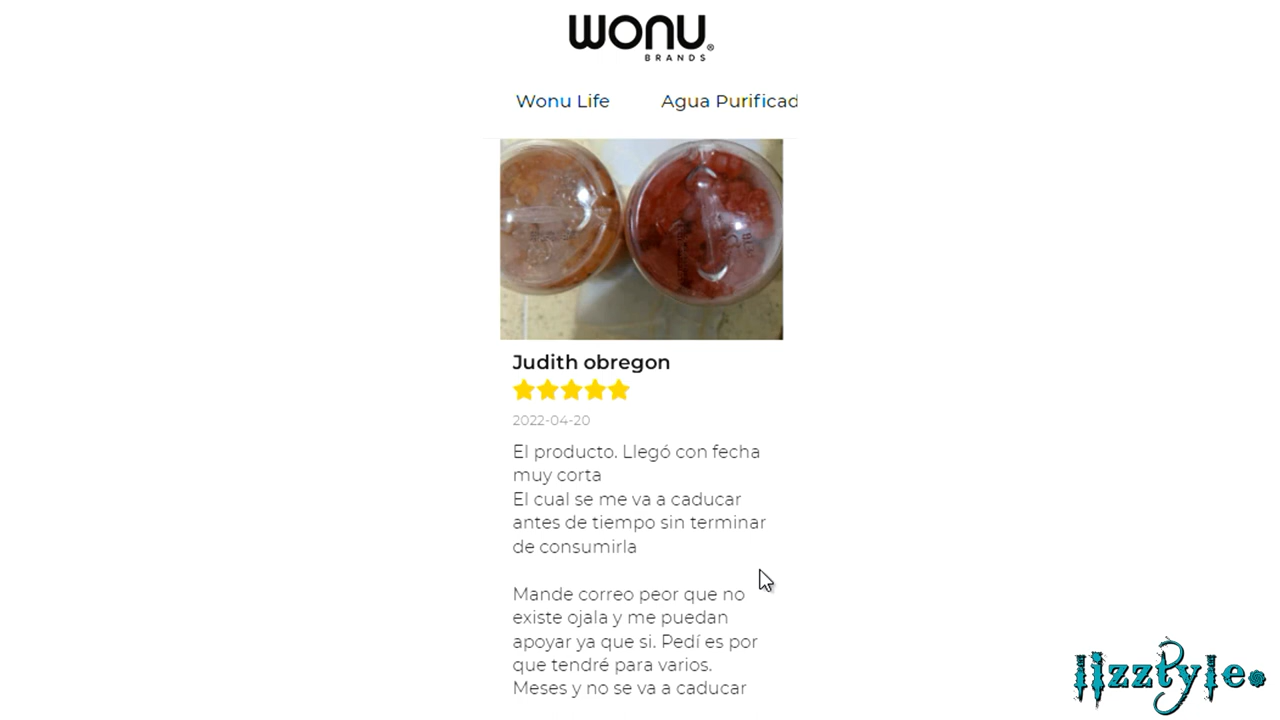 wonu®
BRANDS
Wonu Life
Agua Purificad
Judith obregon
2022-04-20
El producto. Llegó con fecha
muy corta
El cual se me va a caducar
antes de tiempo sin terminar
de consumirla
Mande correo peor que no
existe ojala y me puedan
apoyar ya que si. Pedí es por
que tendré para varios.
Meses y no se va a caducar
lizztyle.